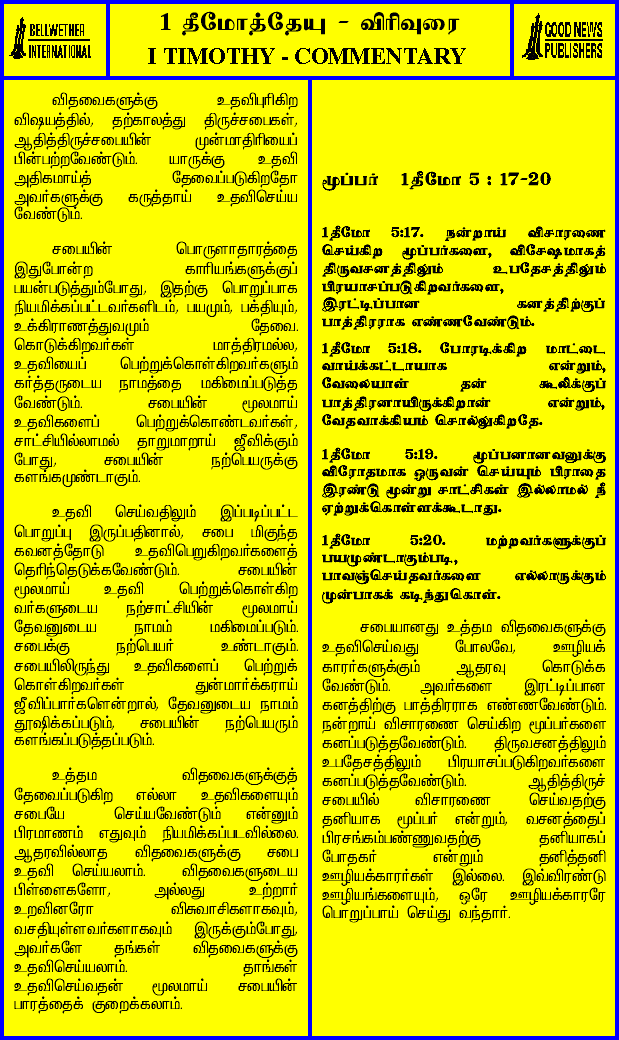 BELLWETHER
INTERNATIONAL
1 தீமோத்தேயு - விரிவுரை
I TIMOTHY - COMMENTARY
GOOD NEWS
PUBLISHERS
விதவைகளுக்கு உதவிபுரிகிற
விஷயத்தில், தற்காலத்து திருச்சபைகள்,
ஆதித்திருச்சபையின் முன்மாதிரியைப்
பின்பற்றவேண்டும். யாருக்கு உதவி
அதிகமாய்த் தேவைப்படுகிறதோ
அவர்களுக்கு கருத்தாய் உதவிசெய்ய
வேண்டும்.
சபையின் பொருளாதாரத்தை
இதுபோன்ற காரியங்களுக்குப்
பயன்படுத்தும்போது, இதற்கு பொறுப்பாக
நியமிக்கப்பட்டவர்களிடம், பயமும், பக்தியும்,
உக்கிராணத்துவமும் தேவை.
கொடுக்கிறவர்கள் மாத்திரமல்ல,
உதவியைப் பெற்றுக்கொள்கிறவர்களும்
கர்த்தருடைய நாமத்தை மகிமைப்படுத்த
வேண்டும். சபையின் மூலமாய்
உதவிகளைப் பெற்றுக்கொண்டவர்கள்,
சாட்சியில்லாமல் தாறுமாறாய் ஜீவிக்கும்
போது, சபையின் நற்பெயருக்கு
களங்கமுண்டாகும்.
உதவி செய்வதிலும் இப்படிப்பட்ட
பொறுப்பு இருப்பதினால், சபை மிகுந்த
கவனத்தோடு உதவிபெறுகிறவர்களைத்
தெரிந்தெடுக்கவேண்டும். சபையின்
மூலமாய் உதவி பெற்றுக்கொள்கிற
வர்களுடைய நற்சாட்சியின் மூலமாய்
தேவனுடைய நாமம் மகிமைப்படும்.
சபைக்கு நற்பெயர் உண்டாகும்.
சபையிலிருந்து உதவிகளைப் பெற்றுக்
கொள்கிறவர்கள் துன்மார்க்கராய்
ஜீவிப்பார்களென்றால், தேவனுடைய நாமம்
தூஷிக்கப்படும், சபையின் நற்பெயரும்
களங்கப்படுத்தப்படும்.
உத்தம விதவைகளுக்குத்
தேவைப்படுகிற எல்லா உதவிகளையும்
சபையே செய்யவேண்டும் என்னும்
பிரமாணம் எதுவும் நியமிக்கப்படவில்லை.
ஆதரவில்லாத விதவைகளுக்கு சபை
உதவி செய்யலாம். விதவைகளுடைய
பிள்ளைகளோ, அல்லது உற்றார்
உறவினரோ விசுவாசிகளாகவும்,
வசதியுள்ளவர்களாகவும் இருக்கும்போது,
அவர்களே தங்கள் விதவைகளுக்கு
உதவிசெய்யலாம். தாங்கள்
உதவிசெய்வதன் மூலமாய் சபையின்
பாரத்தைக் குறைக்கலாம்.
மூப்பர் 1தீமோ 5 : 17-20
1தீமோ 5:17. நன்றாய் விசாரணை
செய்கிற மூப்பர்களை, விசேஷமாகத்
திருவசனத்திலும் உபதேசத்திலும்
பிரயாசப்படுகிறவர்களை,
இரட்டிப்பான கனத்திற்குப்
பாத்திரராக எண்ணவேண்டும்.
1தீமோ 5:18. போரடிக்கிற மாட்டை
வாய்க்கட்டாயாக என்றும்,
வேலையாள் தன் கூலிக்குப்
பாத்திரனாயிருக்கிறான் என்றும்,
வேதவாக்கியம் சொல்லுகிறதே.
1தீமோ 5:19. மூப்பனானவனுக்கு
விரோதமாக ஒருவன் செய்யும் பிராதை
இரண்டு மூன்று சாட்சிகள் இல்லாமல் நீ
ஏற்றுக்கொள்ளக்கூடாது.
1தீமோ 5:20. மற்றவர்களுக்குப்
பயமுண்டாகும்படி,
பாவஞ்செய்தவர்களை எல்லாருக்கும்
முன்பாகக் கடிந்துகொள்.
சபையானது உத்தம விதவைகளுக்கு
உதவிசெய்வது போலவே, ஊழியக்
காரர்களுக்கும் ஆதரவு கொடுக்க
வேண்டும். அவர்களை இரட்டிப்பான
கனத்திற்கு பாத்திரராக எண்ணவேண்டும்.
நன்றாய் விசாரணை செய்கிற மூப்பர்களை
கனப்படுத்தவேண்டும். திருவசனத்திலும்
உபதேசத்திலும் பிரயாசப்படுகிறவர்களை
கனப்படுத்தவேண்டும். ஆதித்திருச்
சபையில் விசாரணை செய்வதற்கு
தனியாக மூப்பர் என்றும், வசனத்தைப்
பிரசங்கம்பண்ணுவதற்கு தனியாகப்
போதகர் என்றும் தனித்தனி
ஊழியக்காரர்கள் இல்லை. இவ்விரண்டு
ஊழியங்களையும், ஒரே ஊழியக்காரரே
பொறுப்பாய் செய்து வந்தார்.